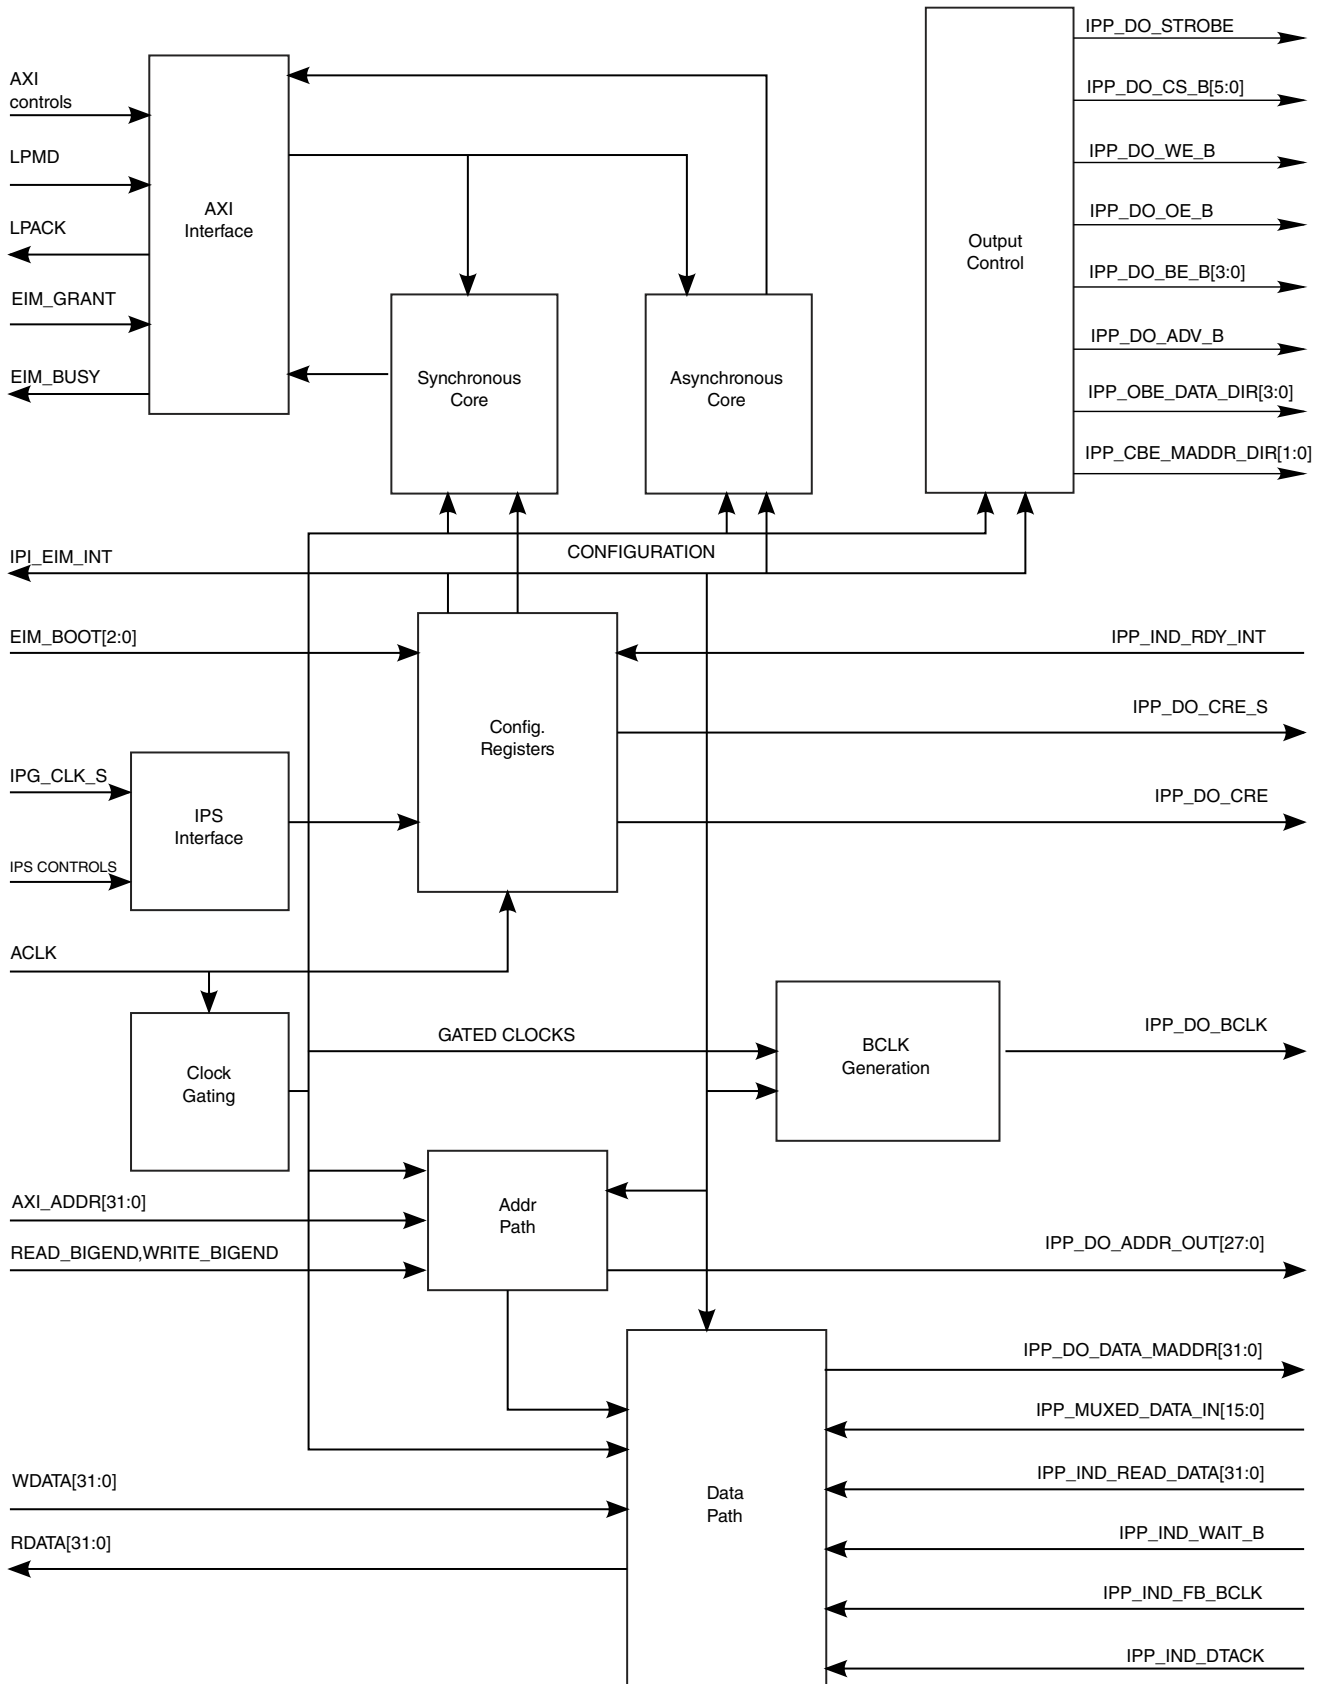 IPP_DO_STROBE
AXI
controls
IPP_DO_CS_B[5:0]
LPMD
IPP_DO_WE_B
AXI
Interface
IPP_DO_OE_B
LPACK
Output
Control
IPP_DO_BE_B[3:0]
EIM_GRANT
IPP_DO_ADV_B
EIM_BUSY
Synchronous
Core
Asynchronous
Core
IPP_OBE_DATA_DIR[3:0]
IPP_CBE_MADDR_DIR[1:0]
IPI_EIM_INT
CONFIGURATION
EIM_BOOT[2:0]
IPP_IND_RDY_INT
IPP_DO_CRE_S
Config.
Registers
IPG_CLK_S
IPP_DO_CRE
IPS
Interface
IPS CONTROLS
ACLK
GATED CLOCKS
IPP_DO_BCLK
BCLK
Generation
Clock
Gating
AXI_ADDR[31:0]
Addr
Path
READ_BIGEND,WRITE_BIGEND
IPP_DO_ADDR_OUT[27:0]
IPP_DO_DATA_MADDR[31:0]
IPP_MUXED_DATA_IN[15:0]
WDATA[31:0]
IPP_IND_READ_DATA[31:0]
Data
Path
RDATA[31:0]
IPP_IND_WAIT_B
IPP_IND_FB_BCLK
IPP_IND_DTACK